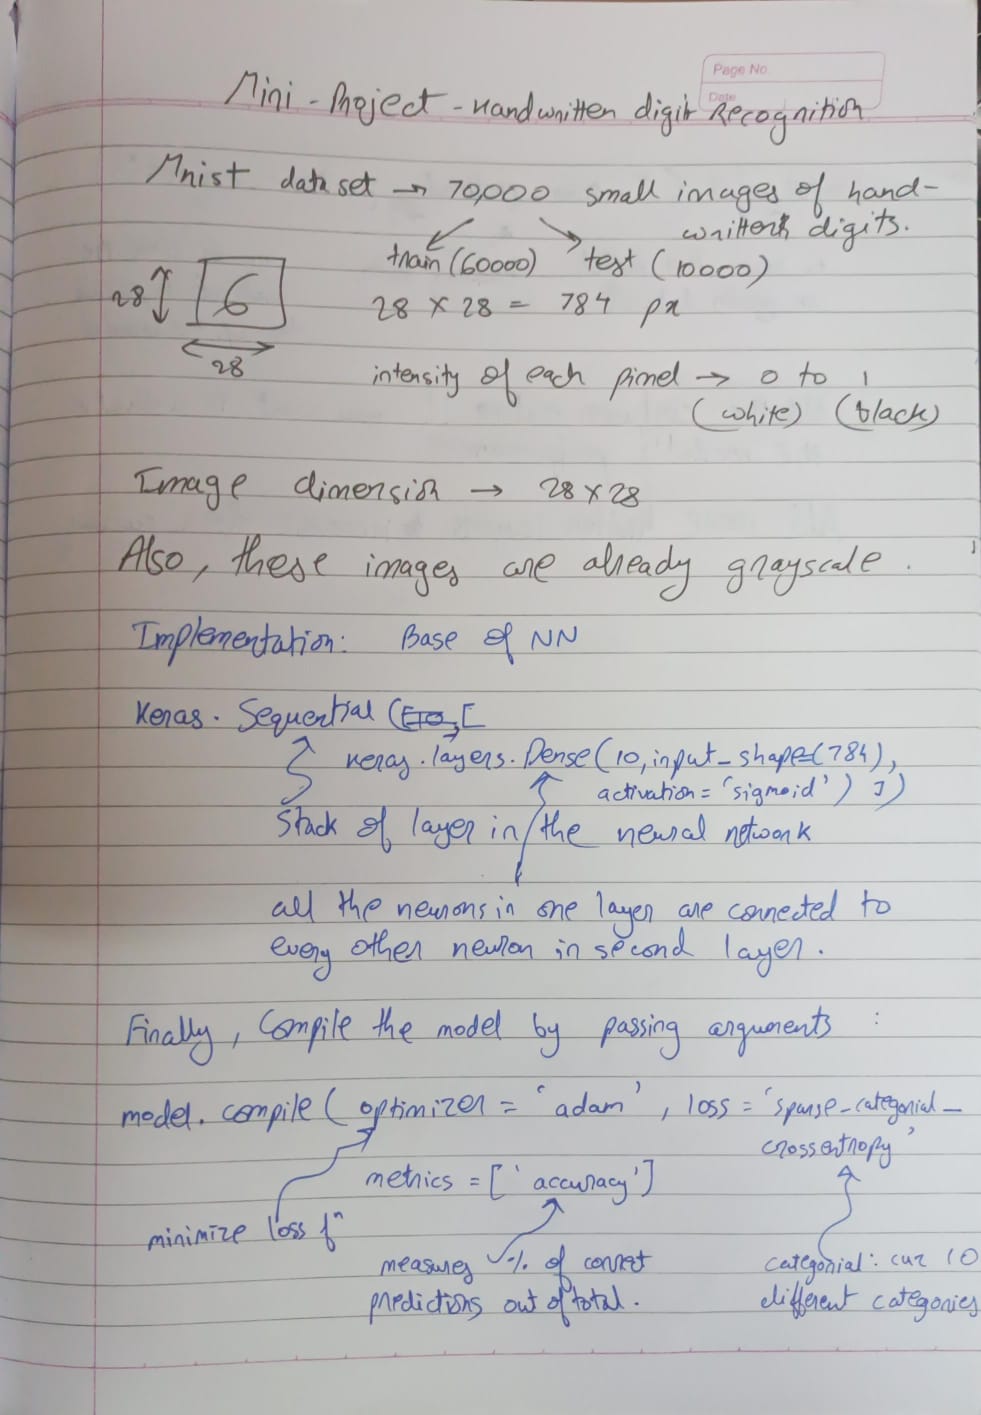 Page No
Date
Mini - Project - Handwritten digit Recognition
Mnist dataset → 70,000 small images of hand-
written digits.
train (60000) test (10000)
28 6 28 × 28 = 784 px
28
intensity of each pixel → 0 to 1
(white) (black)
Image dimension → 28 × 28
Also, these images are already grayscale.
Implementation: Base of NN
Keras. Sequential ([
keras.layers.Dense(10, input_shape=(784),
activation = 'sigmoid') ])
Stack of layer in the neural network
all the neurons in one layer are connected to
every other neuron in second layer.
Finally, Compile the model by passing arguments :
model. compile ( optimizer = 'adam', loss = 'sparse-categorial-
crossentropy'
metrics = ['accuracy']
minimize loss fⁿ
measures % of correct
predictions out of total.
categorial: cuz 10
different categories